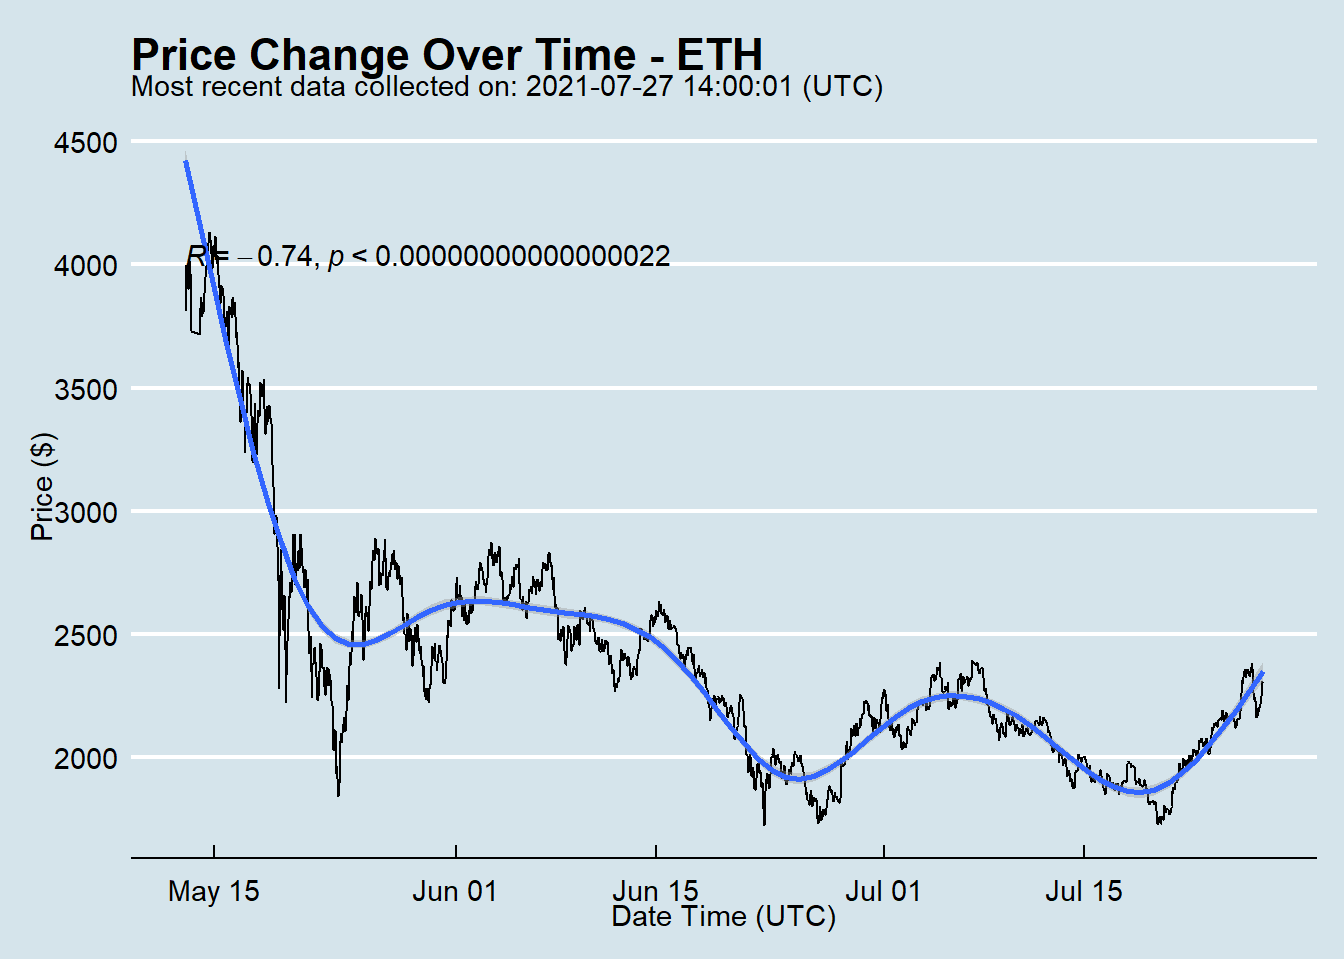 Price Change Over Time - ETH
Most recent data collected on: 2021-07-27 14:00:01 (UTC)
4500
R = −0.74, p < 0.00000000000000022
4000
3500
Price ($)
3000
2500
2000
May 15 Jun 01 Jun 15 Jul 01 Jul 15
Date Time (UTC)